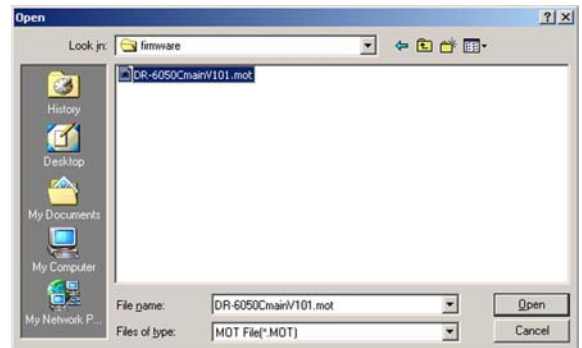 Open
Look in: firmware
DR-6050CmainV101.mot
History
Desktop
My Documents
My Computer
My Network P...
File name: DR-6050CmainV101.mot Open
Files of type: MOT File(*.MOT) Cancel